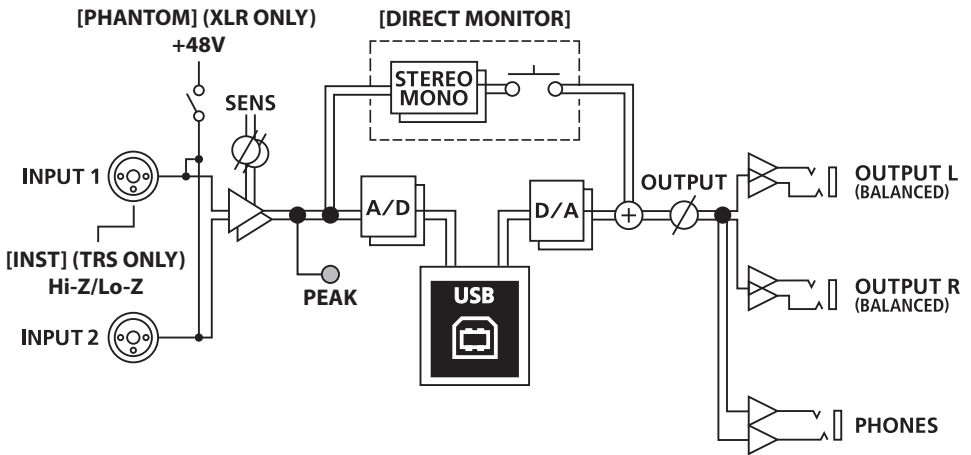 [PHANTOM] (XLR ONLY)
+48V
[DIRECT MONITOR]
STEREO
MONO
SENS
INPUT 1
A/D
D/A
+
OUTPUT
OUTPUT L
(BALANCED)
[INST] (TRS ONLY)
Hi-Z/Lo-Z
PEAK
USB
OUTPUT R
(BALANCED)
INPUT 2
PHONES